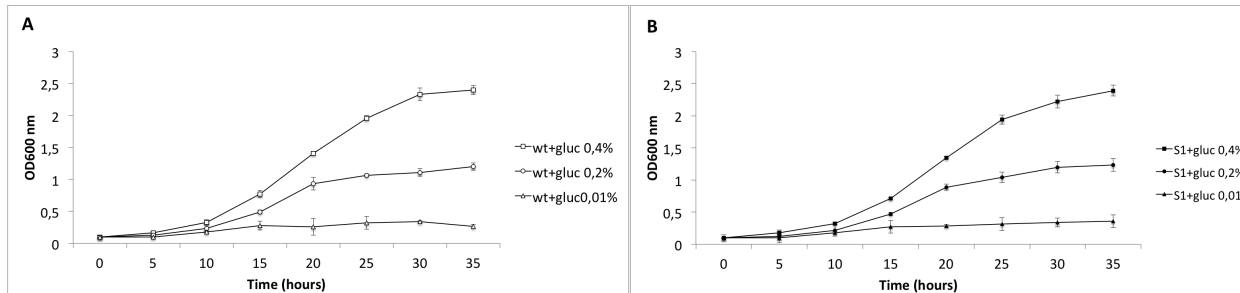 A
3
2,5
2
1,5
1
0,5
0
OD600 nm
0 5 10 15 20 25 30 35
Time (hours)
wt+gluc 0,4%
wt+gluc 0,2%
wt+gluc0,01%
B
3
2,5
2
1,5
1
0,5
0
OD600 nm
0 5 10 15 20 25 30 35
Time (hours)
S1+gluc 0,4%
S1+gluc 0,2%
S1+gluc 0,01